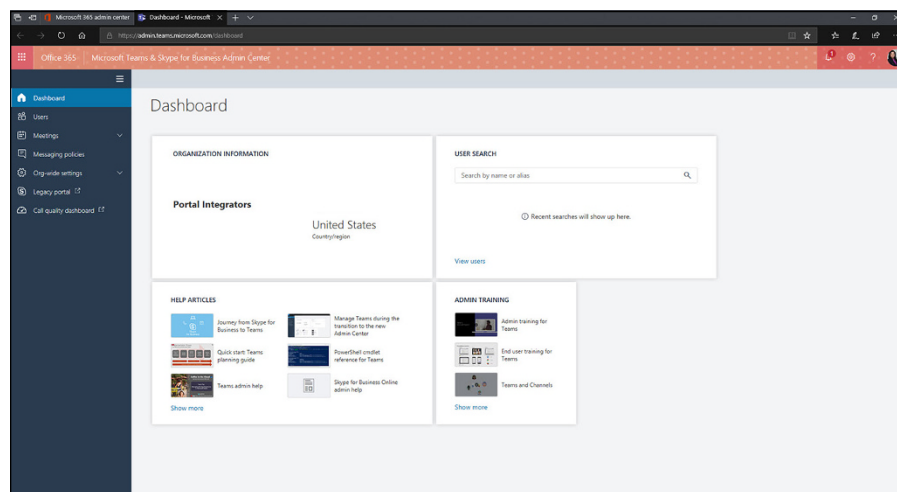 Microsoft 365 admin center
Dashboard - Microsoft
https://admin.teams.microsoft.com/dashboard
Office 365
Microsoft Teams & Skype for Business Admin Center
Dashboard
Users
Meetings
Messaging policies
Org-wide settings
Legacy portal
Call quality dashboard
Dashboard
ORGANIZATION INFORMATION
Portal Integrators
United States
Country/region
USER SEARCH
Search by name or alias
Recent searches will show up here.
View users
HELP ARTICLES
Journey from Skype for
Business to Teams
Manage Teams during the
transition to the new
Admin Center
Quick start: Teams
planning guide
PowerShell cmdlet
reference for Teams
Teams admin help
Skype for Business Online
admin help
Show more
ADMIN TRAINING
Admin training for
Teams
End user training for
Teams
Teams and Channels
Show more